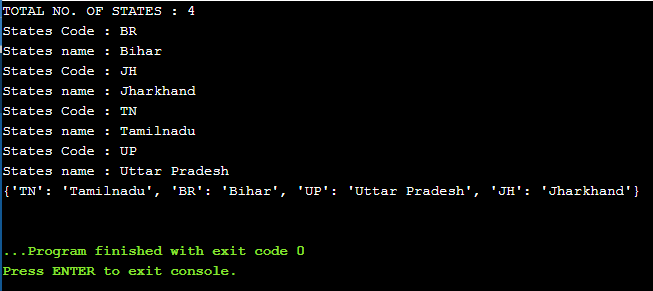 TOTAL NO. OF STATES : 4
States Code : BR
States name : Bihar
States Code : JH
States name : Jharkhand
States Code : TN
States name : Tamilnadu
States Code : UP
States name : Uttar Pradesh
{'TN': 'Tamilnadu', 'BR': 'Bihar', 'UP': 'Uttar Pradesh', 'JH': 'Jharkhand'}
...Program finished with exit code 0
Press ENTER to exit console.